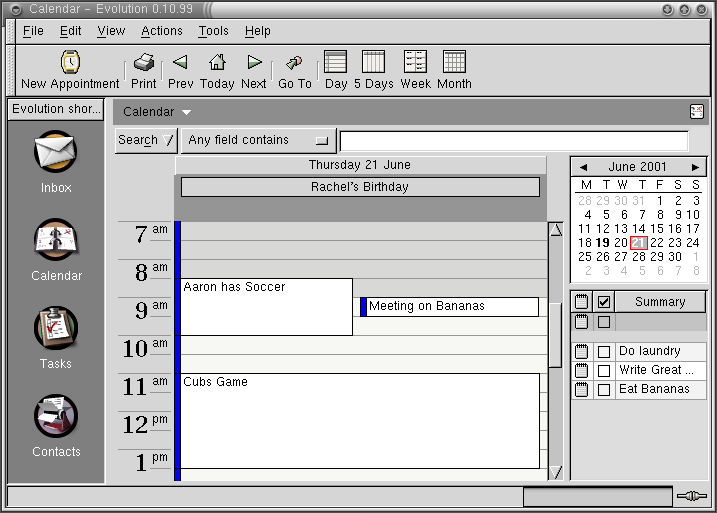 Calendar – Evolution 0.10.99
File Edit View Actions Tools Help
New Appointment Print Prev Today Next Go To Day 5 Days Week Month
Evolution shor...
Calendar
Search Any field contains
Inbox
Calendar
Tasks
Contacts
Thursday 21 June
Rachel's Birthday
7 am
8 am
Aaron has Soccer
9 am
Meeting on Bananas
10 am
11 am
Cubs Game
12 pm
1 pm
June 2001
M T W T F S S
28 29 30 31 1 2 3
4 5 6 7 8 9 10
11 12 13 14 15 16 17
18 19 20 21 22 23 24
25 26 27 28 29 30 1
2 3 4 5 6 7 8
Summary
Do laundry
Write Great ...
Eat Bananas